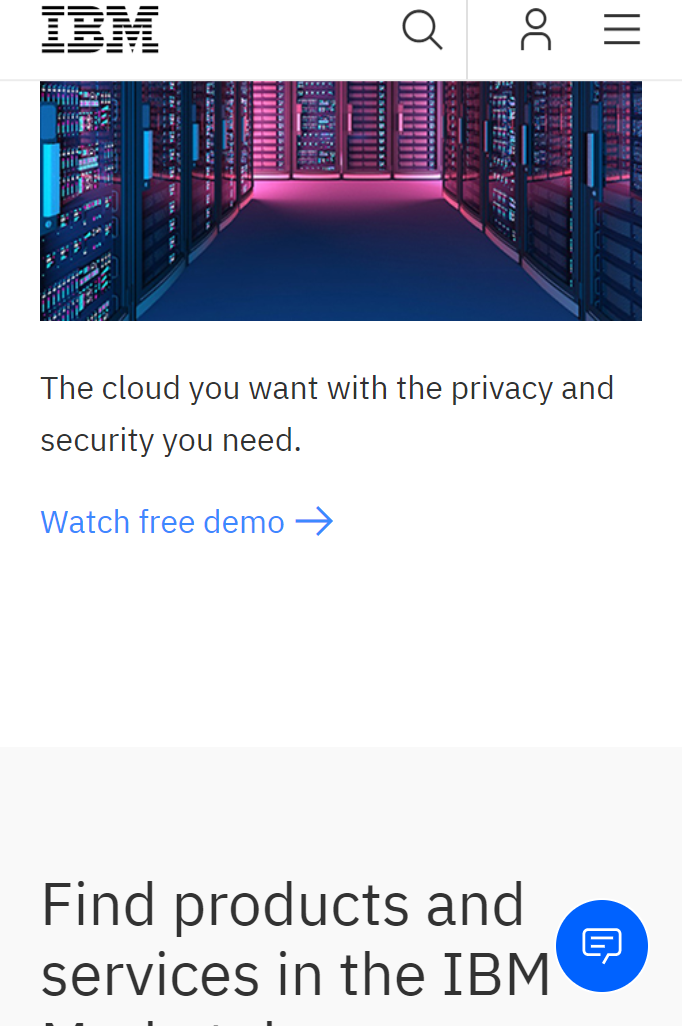 IBM
The cloud you want with the privacy and
security you need.
Watch free demo
Find products and
services in the IBM